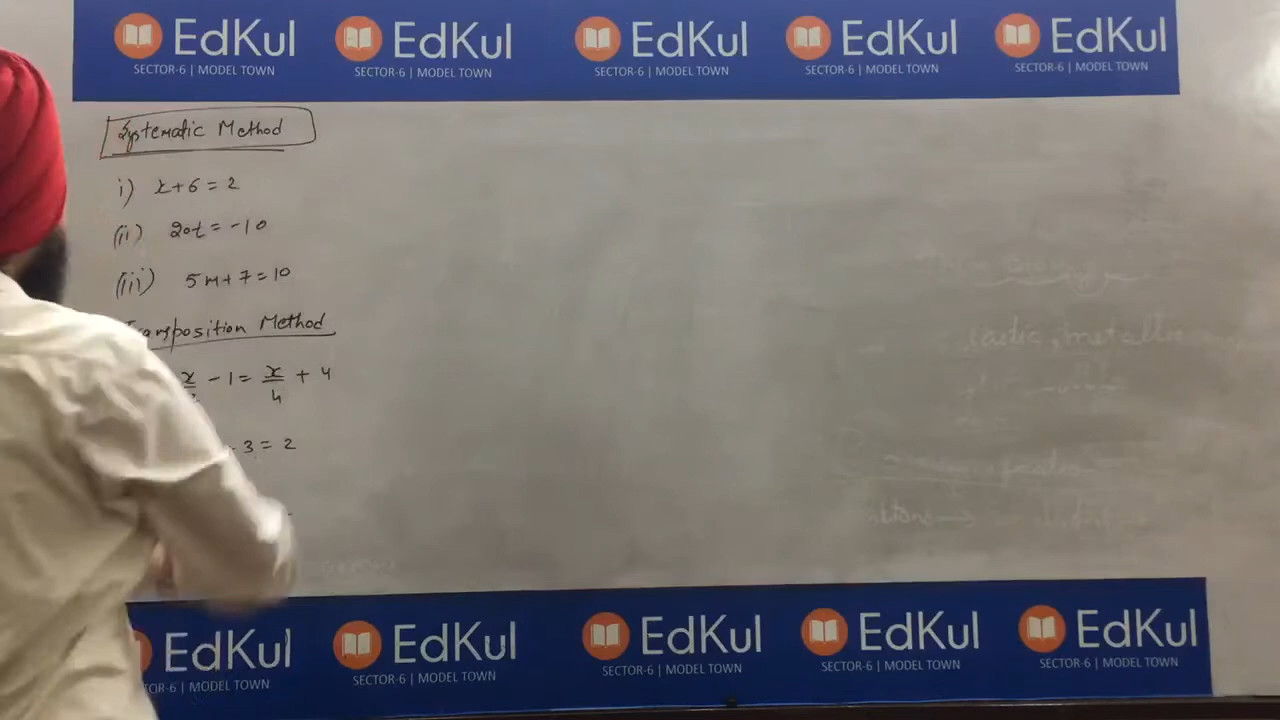 EdKul EdKul EdKul EdKul EdKul
SECTOR-6 | MODEL TOWN SECTOR-6 | MODEL TOWN SECTOR-6 | MODEL TOWN SECTOR-6 | MODEL TOWN SECTOR-6 | MODEL TOWN
Systematic Method
i) x+6=2
(ii) 20t = -10
(iii) 5m+7=10
Transposition Method
x - 1 = x/4 + 4
3 = 2
, metallic
EdKul EdKul EdKul EdKul EdKul
TOR-6 | MODEL TOWN SECTOR-6 | MODEL TOWN SECTOR-6 | MODEL TOWN SECTOR-6 | MODEL TOWN SECTOR-6 | MODEL TOWN